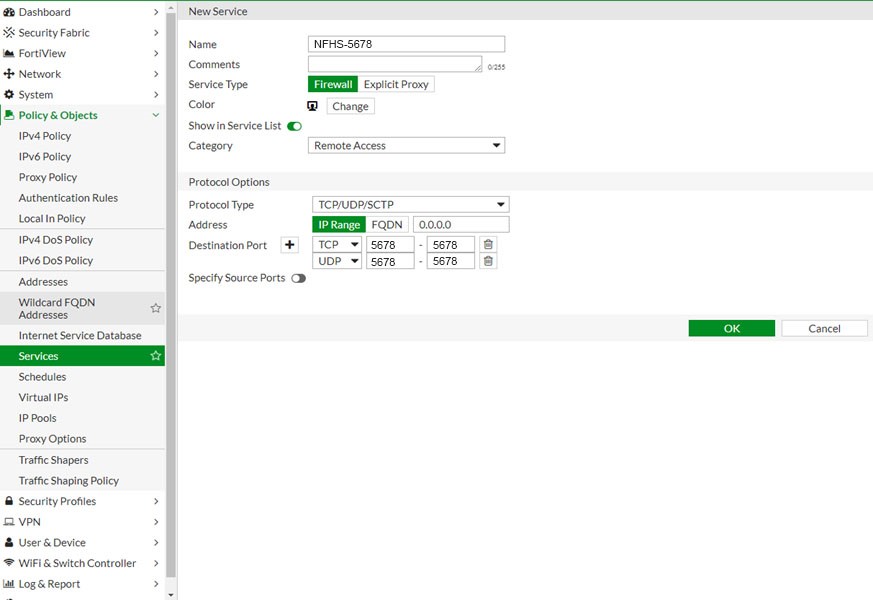 Dashboard
Security Fabric
FortiView
Network
System
Policy & Objects
IPv4 Policy
IPv6 Policy
Proxy Policy
Authentication Rules
Local In Policy
IPv4 DoS Policy
IPv6 DoS Policy
Addresses
Wildcard FQDN
Addresses
Internet Service Database
Services
Schedules
Virtual IPs
IP Pools
Proxy Options
Traffic Shapers
Traffic Shaping Policy
Security Profiles
VPN
User & Device
WiFi & Switch Controller
Log & Report
New Service
Name NFHS-5678
Comments 0/255
Service Type Firewall Explicit Proxy
Color Change
Show in Service List
Category Remote Access
Protocol Options
Protocol Type TCP/UDP/SCTP
Address IP Range FQDN 0.0.0.0
Destination Port + TCP 5678 - 5678
UDP 5678 - 5678
Specify Source Ports
OK Cancel